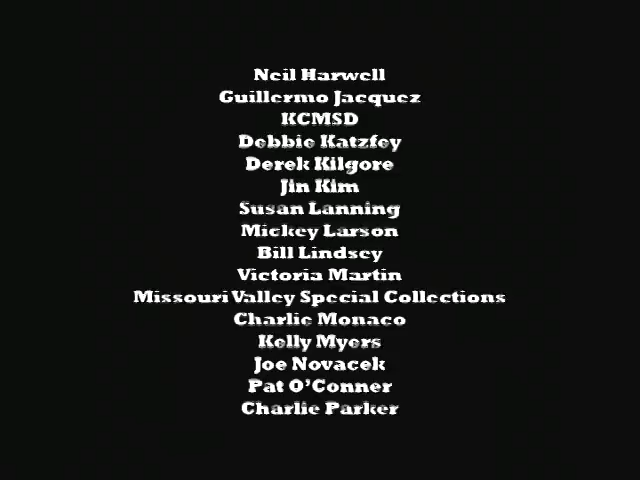 Neil Harwell
Guillermo Jacquez
KCMSD
Debbie Katzfey
Derek Kilgore
Jin Kim
Susan Lanning
Mickey Larson
Bill Lindsey
Victoria Martin
Missouri Valley Special Collections
Charlie Monaco
Kelly Myers
Joe Novacek
Pat O'Conner
Charlie Parker